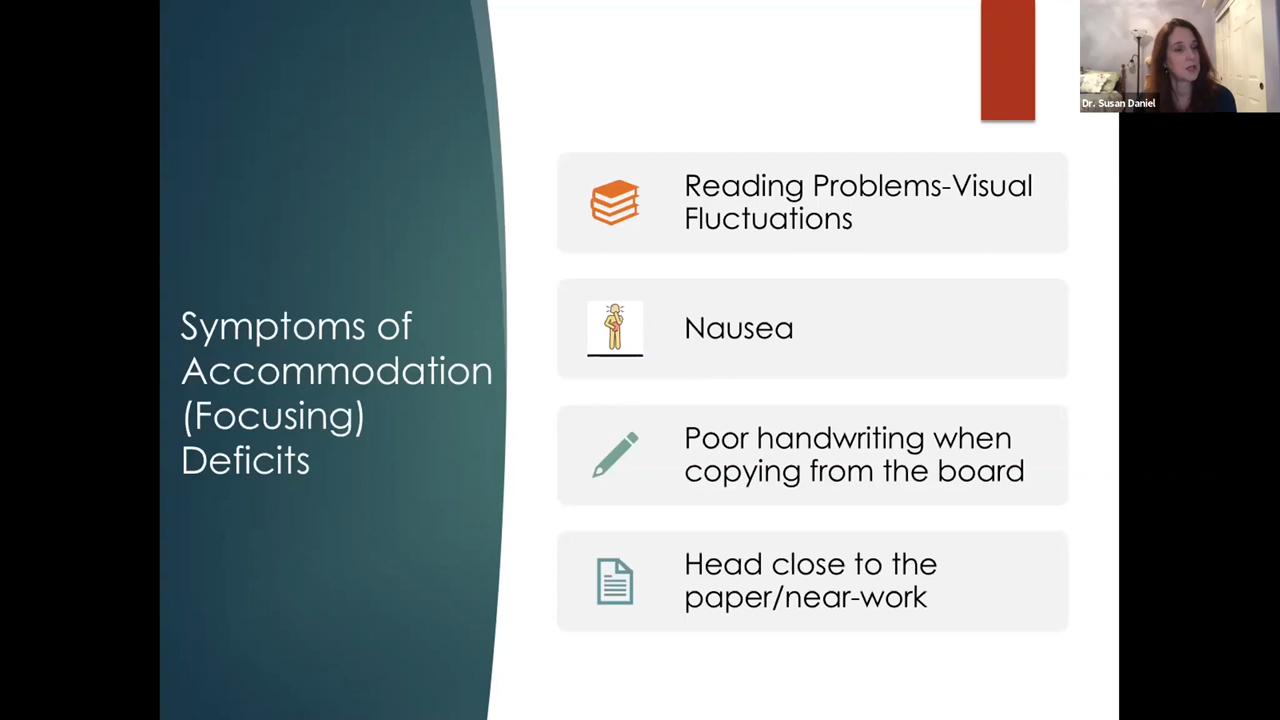 Dr. Susan Daniel
Symptoms of
Accommodation
(Focusing)
Deficits
Reading Problems-Visual
Fluctuations
Nausea
Poor handwriting when
copying from the board
Head close to the
paper/near-work